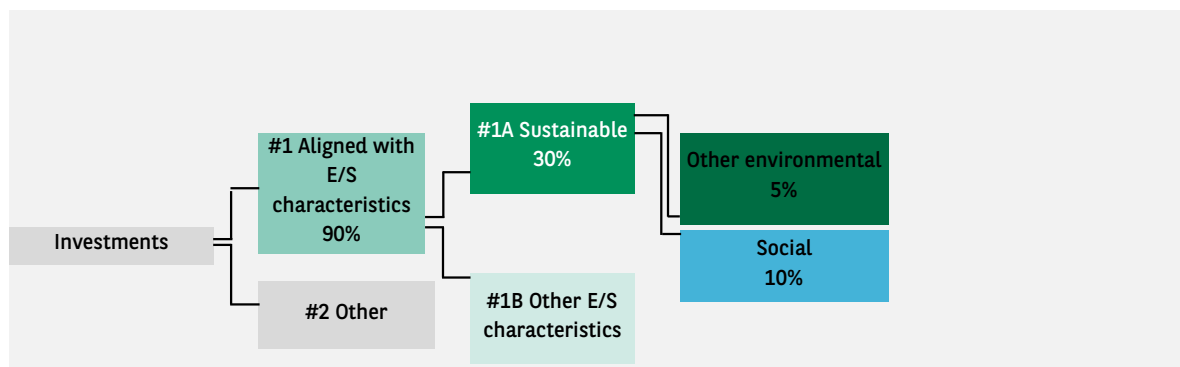 Investments
#1 Aligned with
E/S
characteristics
90%
#2 Other
#1A Sustainable
30%
#1B Other E/S
characteristics
Other environmental
5%
Social
10%